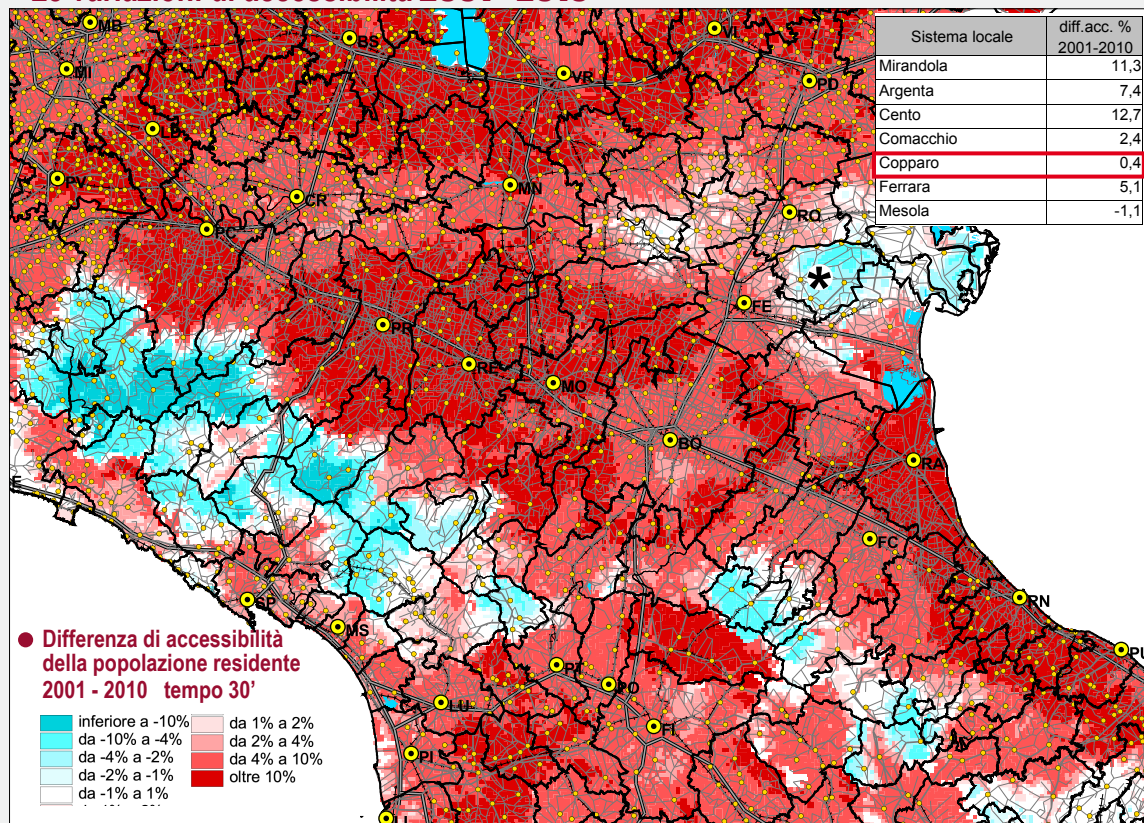 Sistema locale diff.acc. % 2001-2010
Mirandola 11,3
Argenta 7,4
Cento 12,7
Comacchio 2,4
Copparo 0,4
Ferrara 5,1
Mesola -1,1
MB
BS
VI
MI
VR
PD
PV
CR
MN
RO
PC
*
FE
PR
RE
MO
BO
RA
FC
SP
RN
MS
PU
PO
LU
FI
PI
● Differenza di accessibilità
della popolazione residente
2001 - 2010 tempo 30'
inferiore a -10%
da -10% a -4%
da -4% a -2%
da -2% a -1%
da -1% a 1%
da 1% a 2%
da 2% a 4%
da 4% a 10%
oltre 10%